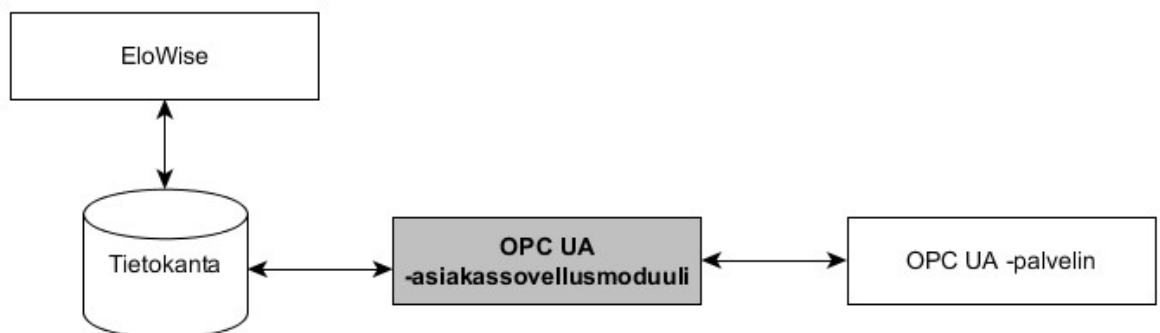 EloWise
Tietokanta
OPC UA
-asiakassovellusmoduuli
OPC UA -palvelin